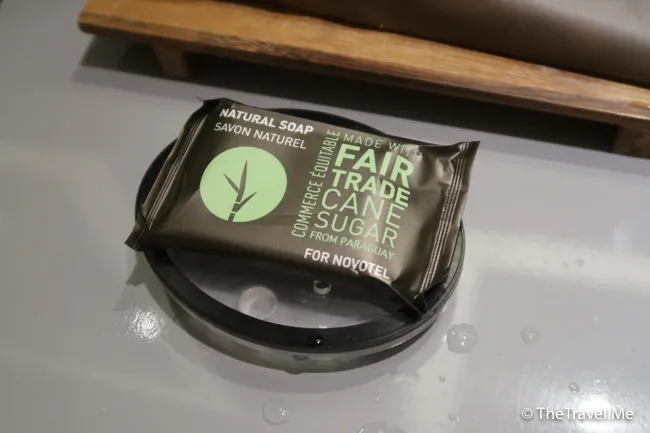 NATURAL SOAP
SAVON NATUREL
COMMERCE ÉQUITABLE
MADE WITH
FAIR
TRADE
CANE
SUGAR
FROM PARAGUAY
FOR NOVOTEL
© TheTravel.Me